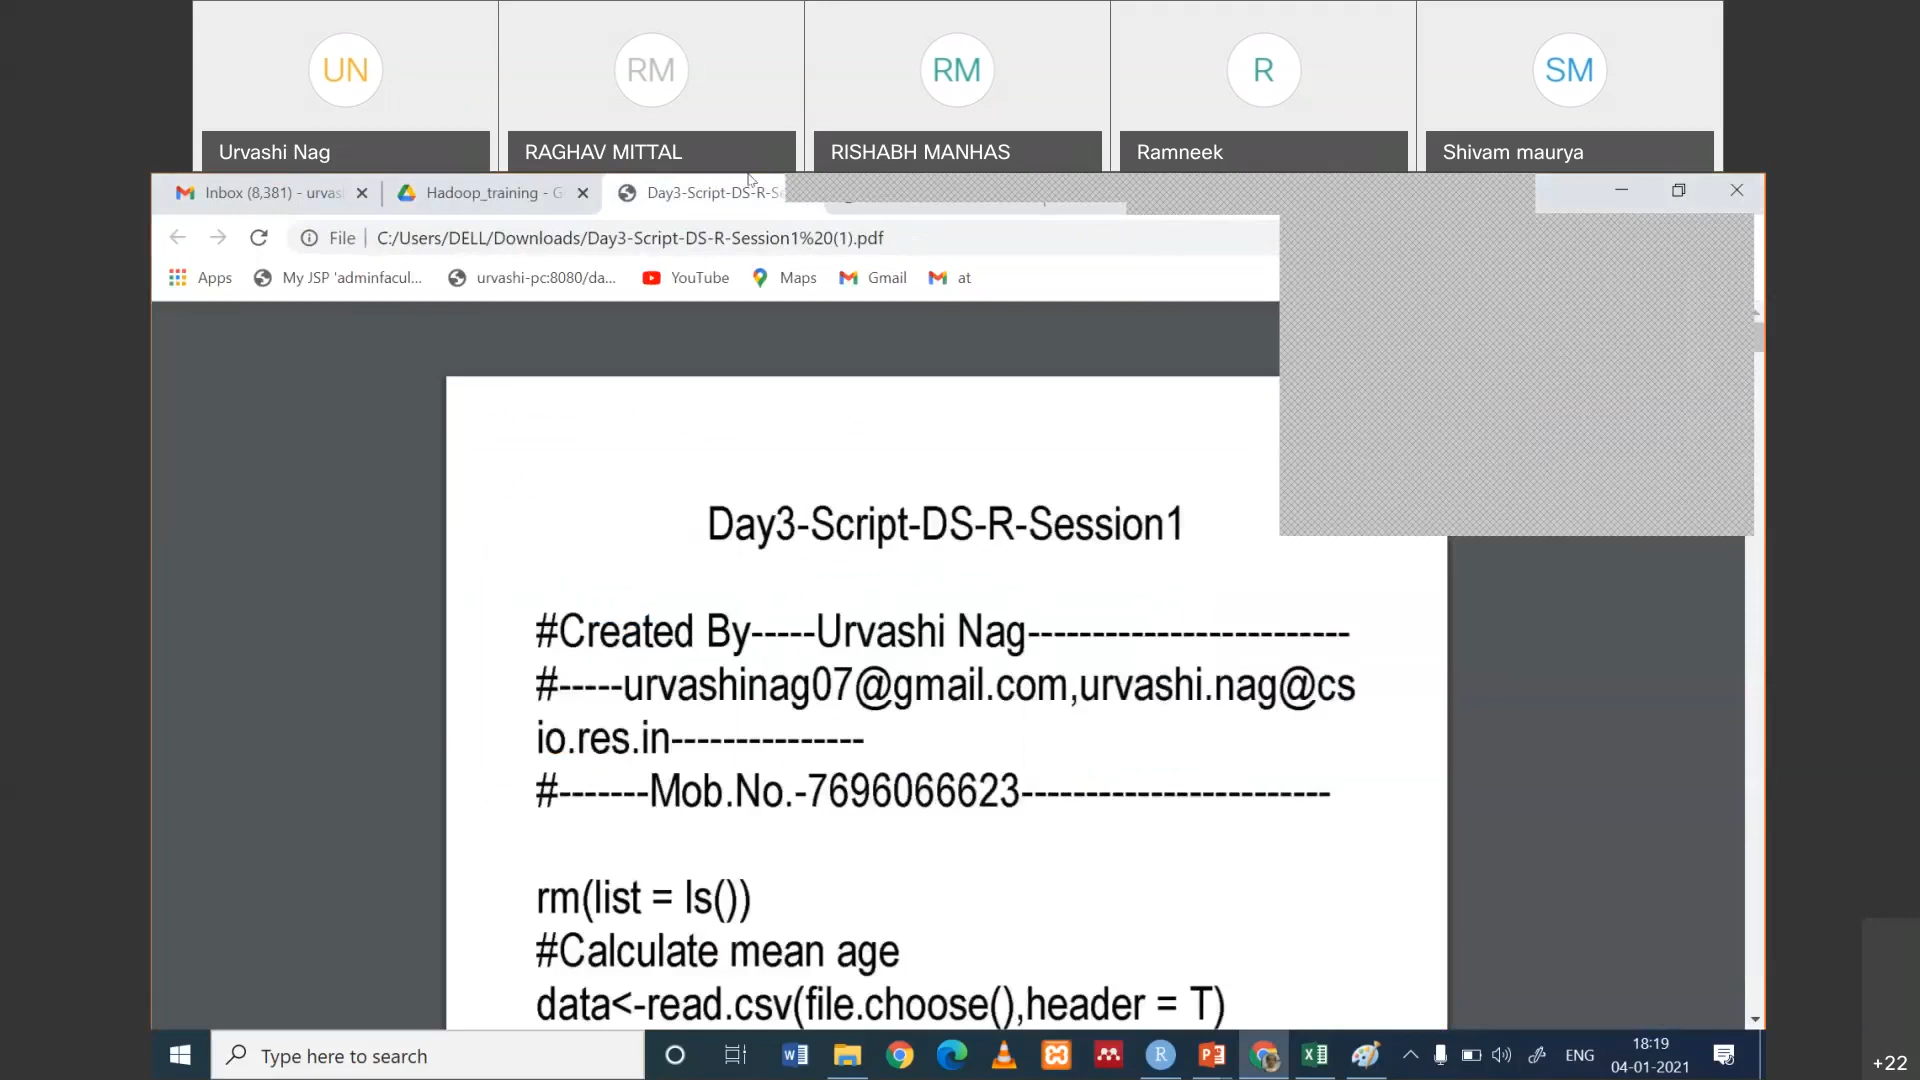 UN RM RM R SM
Urvashi Nag RAGHAV MITTAL RISHABH MANHAS Ramneek Shivam maurya
Inbox (8,381) - urvas Hadoop_training - G Day3-Script-DS-R-Se
File C:/Users/DELL/Downloads/Day3-Script-DS-R-Session1%20(1).pdf
Apps My JSP 'adminfacul... urvashi-pc:8080/da... YouTube Maps Gmail at
Day3-Script-DS-R-Session1
#Created By-----Urvashi Nag-------------------------
#-----urvashinag07@gmail.com,urvashi.nag@cs
io.res.in---------------
#-------Mob.No.-7696066623------------------------
rm(list = ls())
#Calculate mean age
data<-read.csv(file.choose(),header = T)
Type here to search ENG 18:19
04-01-2021
+22